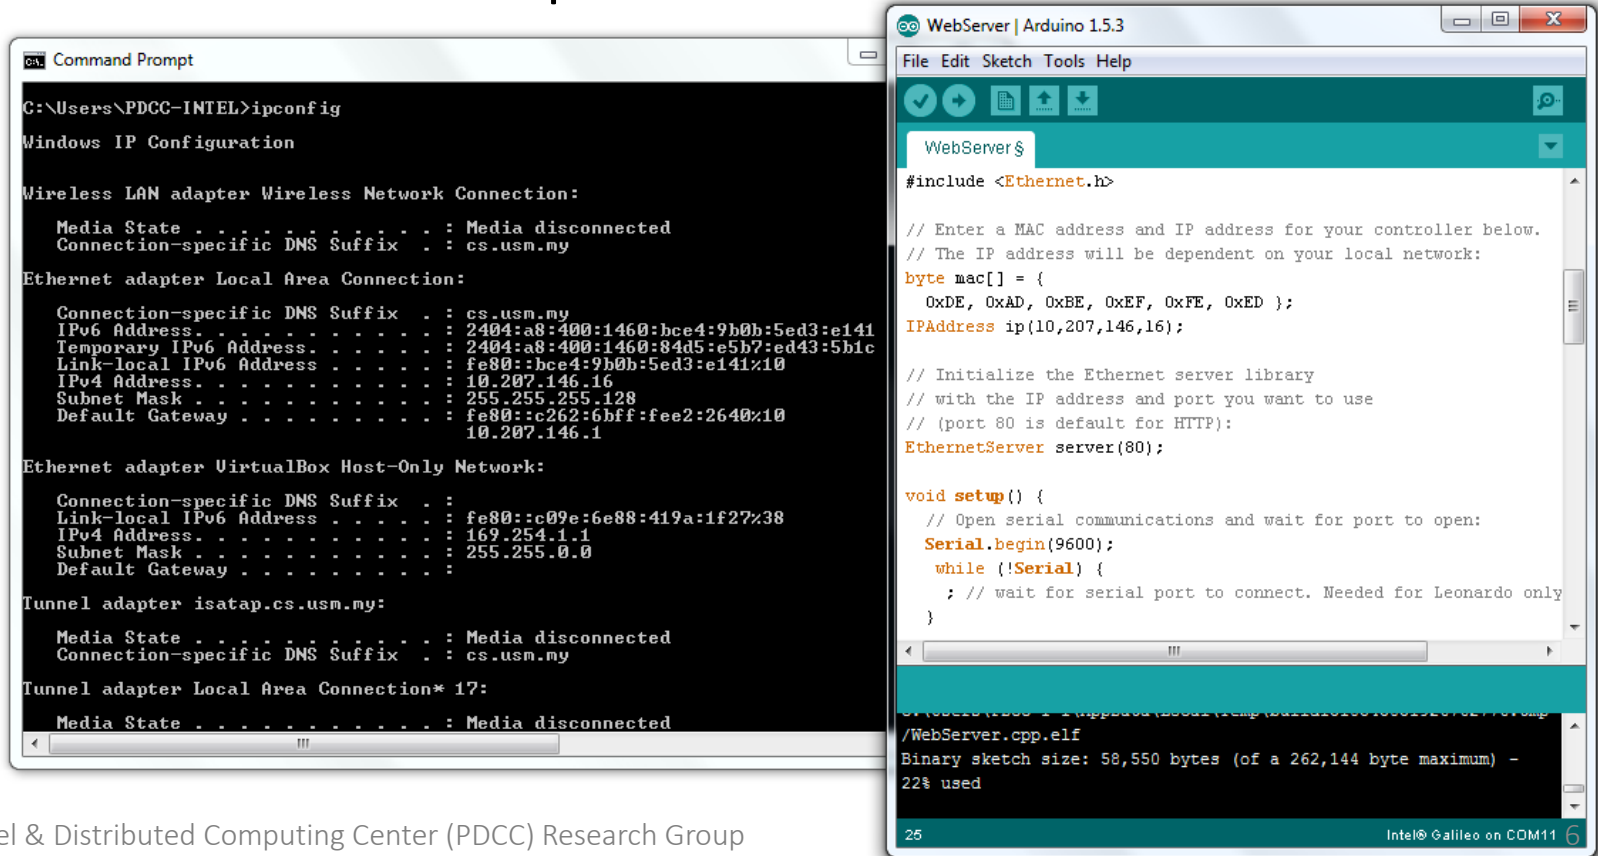 Command Prompt
C:\Users\PDCC-INTEL>ipconfig
Windows IP Configuration
Wireless LAN adapter Wireless Network Connection:
Media State . . . . . . . . . . . : Media disconnected
Connection-specific DNS Suffix  . : cs.usm.my
Ethernet adapter Local Area Connection:
Connection-specific DNS Suffix  . : cs.usm.my
IPv6 Address. . . . . . . . . . . : 2404:a8:400:1460:bce4:9b0b:5ed3:e141
Temporary IPv6 Address. . . . . . : 2404:a8:400:1460:84d5:e5b7:ed43:5b1c
Link-local IPv6 Address . . . . . : fe80::bce4:9b0b:5ed3:e141%10
IPv4 Address. . . . . . . . . . . : 10.207.146.16
Subnet Mask . . . . . . . . . . . : 255.255.255.128
Default Gateway . . . . . . . . . : fe80::c262:6bff:fee2:2640%10
10.207.146.1
Ethernet adapter VirtualBox Host-Only Network:
Connection-specific DNS Suffix  . :
Link-local IPv6 Address . . . . . : fe80::c09e:6e88:419a:1f27%38
IPv4 Address. . . . . . . . . . . : 169.254.1.1
Subnet Mask . . . . . . . . . . . : 255.255.0.0
Default Gateway . . . . . . . . . :
Tunnel adapter isatap.cs.usm.my:
Media State . . . . . . . . . . . : Media disconnected
Connection-specific DNS Suffix  . : cs.usm.my
Tunnel adapter Local Area Connection* 17:
Media State . . . . . . . . . . . : Media disconnected
WebServer | Arduino 1.5.3
File Edit Sketch Tools Help
WebServer §
#include <Ethernet.h>
// Enter a MAC address and IP address for your controller below.
// The IP address will be dependent on your local network:
byte mac[] = {
0xDE, 0xAD, 0xBE, 0xEF, 0xFE, 0xED };
IPAddress ip(10,207,146,16);
// Initialize the Ethernet server library
// with the IP address and port you want to use
// (port 80 is default for HTTP):
EthernetServer server(80);
void setup() {
// Open serial communications and wait for port to open:
Serial.begin(9600);
while (!Serial) {
; // wait for serial port to connect. Needed for Leonardo only
}
/WebServer.cpp.elf
Binary sketch size: 58,550 bytes (of a 262,144 byte maximum) -
22% used
25
Intel® Galileo on COM11
6
el & Distributed Computing Center (PDCC) Research Group